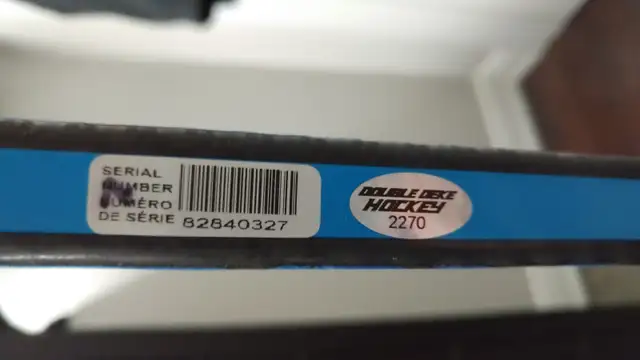 SERIAL
NUMBER
NUMÉRO
DE SÉRIE
82840327
DOUBLE DEKE
HOCKEY
2270